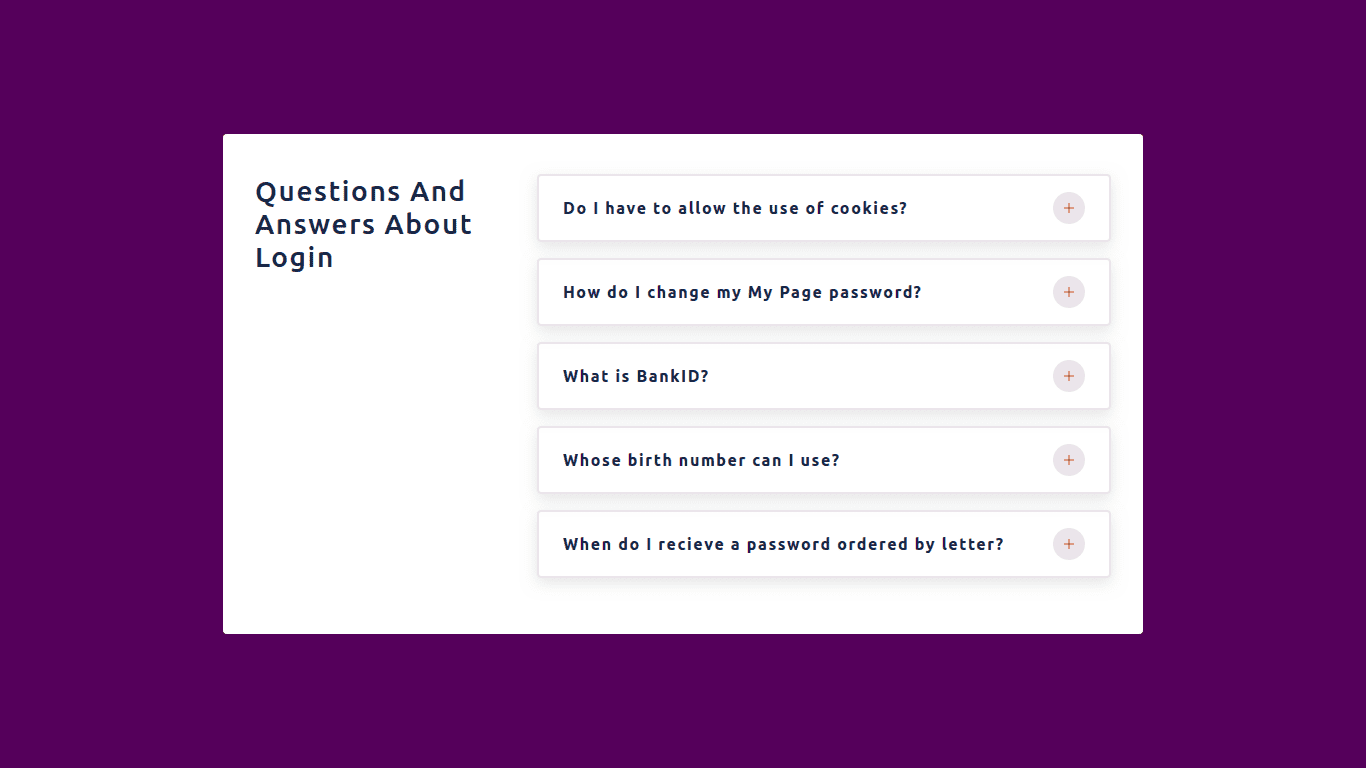 Questions And
Answers About
Login
Do I have to allow the use of cookies?
How do I change my My Page password?
What is BankID?
Whose birth number can I use?
When do I recieve a password ordered by letter?